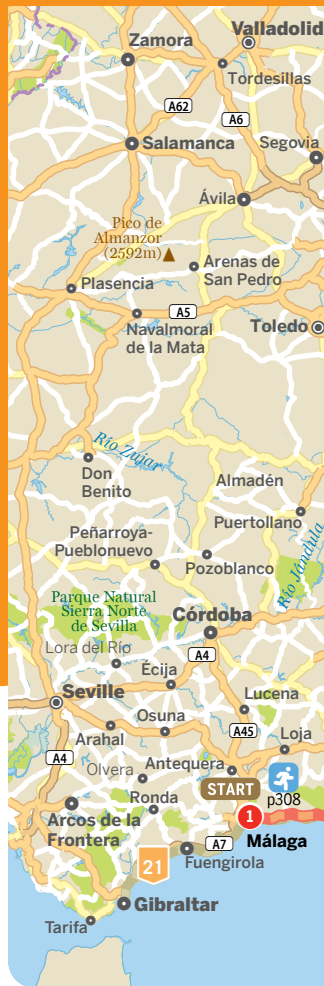 Valladolid
Zamora
Tordesillas
A62
A6
Salamanca
Segovia
Ávila
Pico de
Almanzor
(2592m)
Arenas de
San Pedro
Plasencia
A5
Navalmoral
de la Mata
Toledo
Río Zujar
Don
Benito
Almadén
Puertollano
Peñarroya-
Pueblonuevo
Pozoblanco
Río Jándula
Parque Natural
Sierra Norte
de Sevilla
Córdoba
Lora del Río
A4
Écija
Seville
Lucena
Osuna
Arahal
A45
Loja
A4
Olvera
Antequera
START
p308
Ronda
1
Málaga
Arcos de la
Frontera
A7
21
Fuengirola
Gibraltar
Tarifa